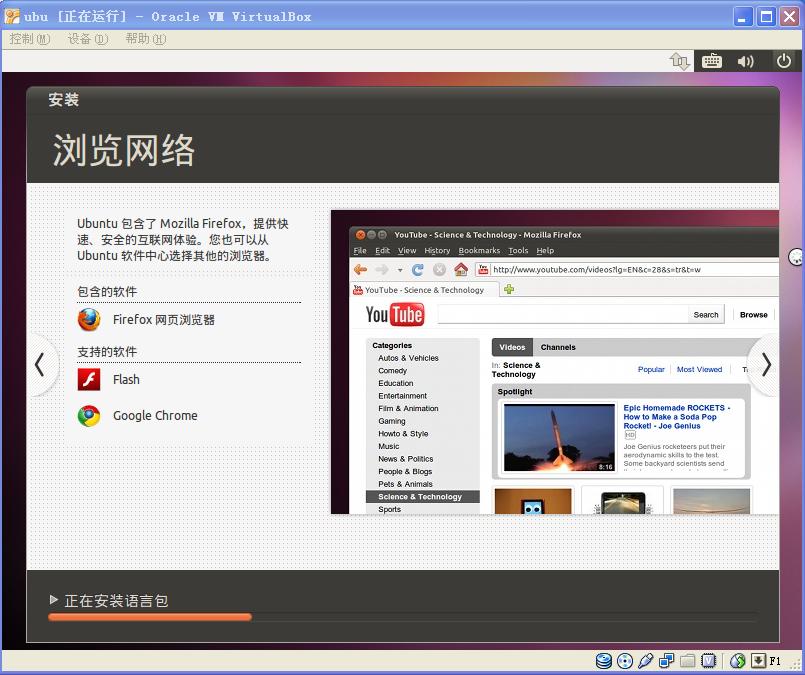 ubu [正在运行] - Oracle VM VirtualBox
控制(M) 设备(D) 帮助(H)
安装
浏览网络
Ubuntu 包含了 Mozilla Firefox，提供快
速、安全的互联网体验。您也可以从
Ubuntu 软件中心选择其他的浏览器。
包含的软件
Firefox 网页浏览器
支持的软件
Flash
Google Chrome
YouTube - Science & Technology - Mozilla Firefox
File Edit View History Bookmarks Tools Help
http://www.youtube.com/videos?lg=EN&c=28&s=tr&t=w
YouTube - Science & Technology
YouTube
Search Browse
Categories
Autos & Vehicles
Comedy
Education
Entertainment
Film & Animation
Gaming
Howto & Style
Music
News & Politics
People & Blogs
Pets & Animals
Science & Technology
Sports
Videos Channels
In: Science &
Technology
Popular Most Viewed
Spotlight
8:16
Epic Homemade ROCKETS -
How to Make a Soda Pop
Rocket! - Joe Genius
HD
Joe Genius rocketeers put their
aerodynamic skills to the test.
Some backyard scientists send
正在安装语言包
F1